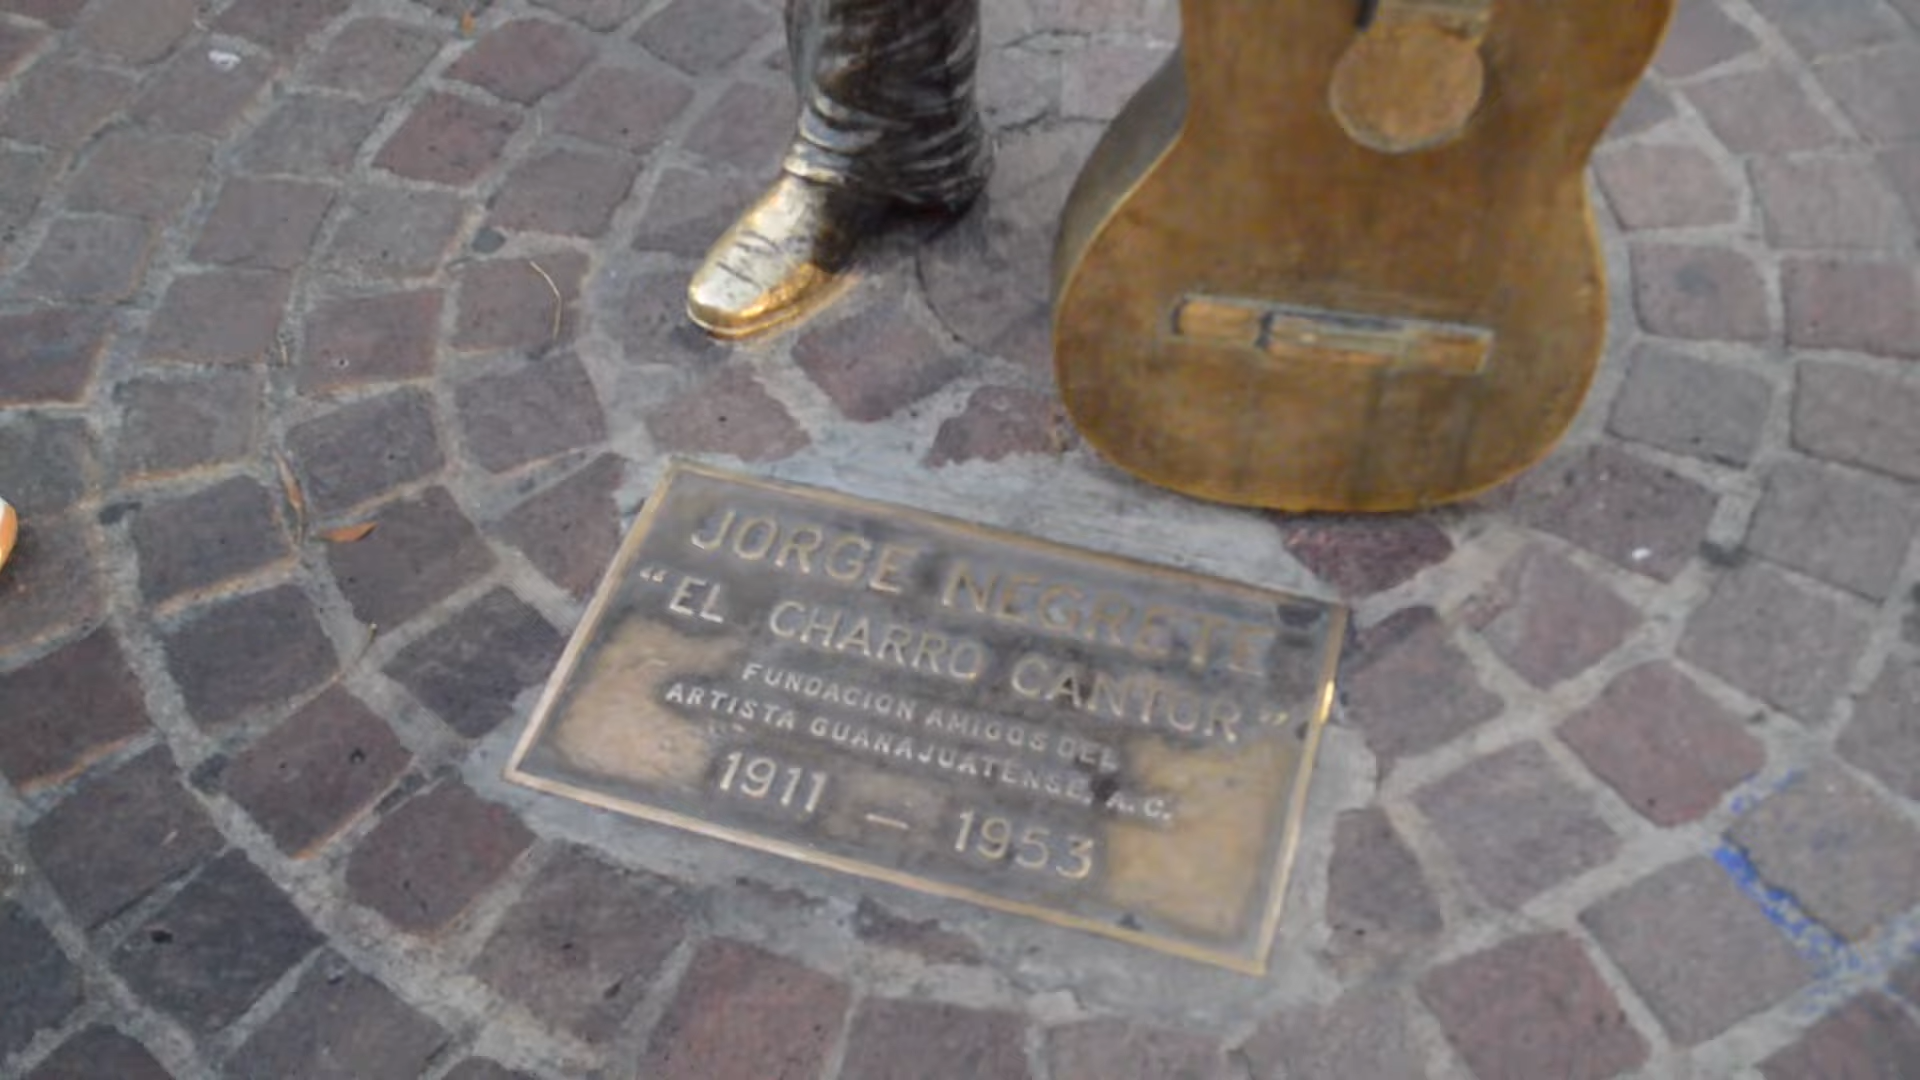 JORGE NEGRETE
“EL CHARRO CANTOR”
FUNDACION AMIGOS DEL
ARTISTA GUANAJUATENSE, A.C.
1911 — 1953